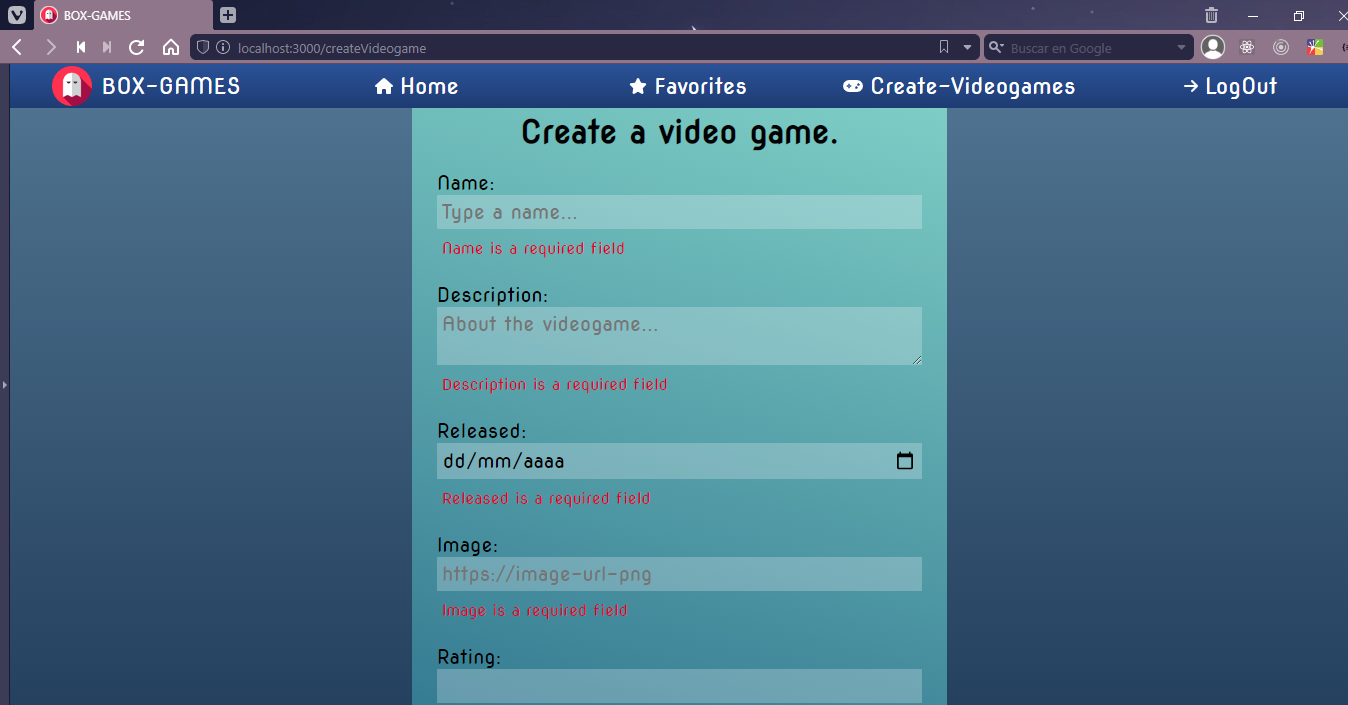 BOX-GAMES
localhost:3000/createVideogame
Buscar en Google
BOX-GAMES Home Favorites Create-Videogames LogOut
Create a video game.
Name:
Type a name...
Name is a required field
Description:
About the videogame...
Description is a required field
Released:
dd/mm/aaaa
Released is a required field
Image:
https://image-url-png
Image is a required field
Rating: